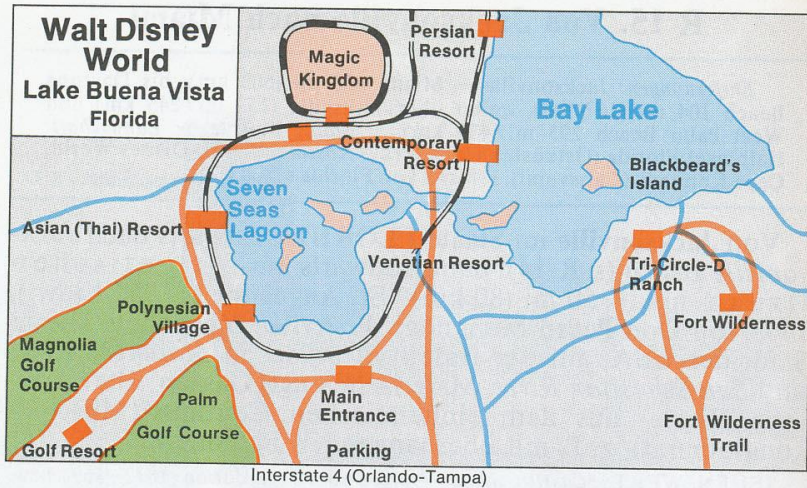 Walt Disney
World
Lake Buena Vista
Florida
Magic
Kingdom
Persian
Resort
Bay Lake
Contemporary
Resort
Blackbeard's
Island
Seven
Seas
Lagoon
Asian (Thai) Resort
Venetian Resort
Tri-Circle-D
Ranch
Polynesian
Village
Fort Wilderness
Magnolia
Golf
Course
Palm
Golf Course
Main
Entrance
Fort Wilderness
Trail
Golf Resort
Parking
Interstate 4 (Orlando-Tampa)